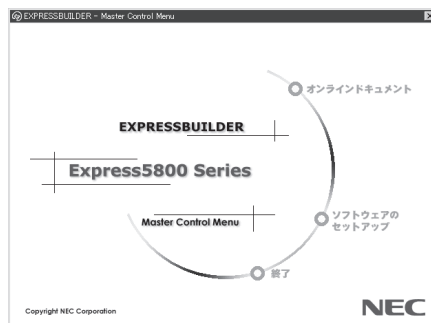 EXPRESSBUILDER - Master Control Menu
オンラインドキュメント
EXPRESSBUILDER
Express5800 Series
Master Control Menu
ソフトウェアの
セットアップ
終了
Copyright NEC Corporation
NEC